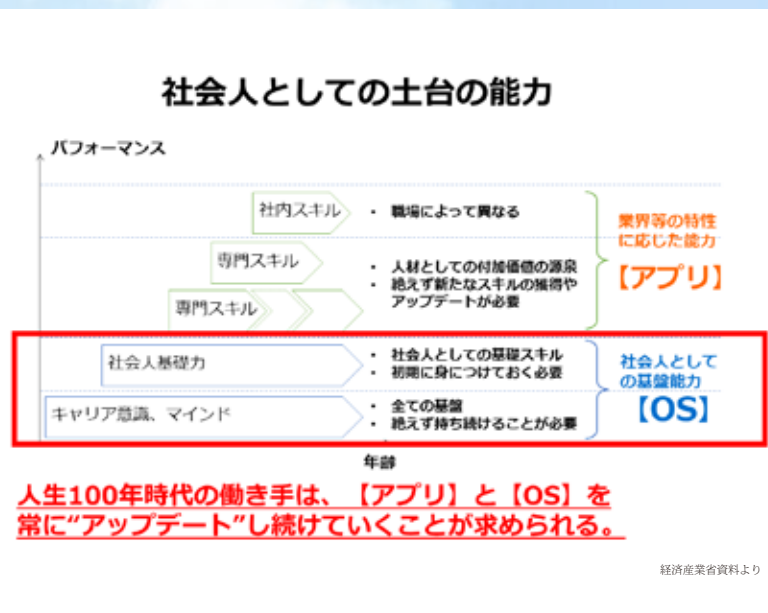 社会人としての土台の能力
パフォーマンス
社内スキル
・ 職場によって異なる
専門スキル
専門スキル
・ 人材としての付加価値の源泉
・ 絶えず新たなスキルの獲得や
アップデートが必要
業界等の特性
に応じた能力
【アプリ】
社会人基礎力
・ 社会人としての基礎スキル
・ 初期に身につけておく必要
キャリア意識、マインド
・ 全ての基盤
・ 絶えず持ち続けることが必要
社会人として
の基盤能力
【OS】
年齢
人生100年時代の働き手は、【アプリ】と【OS】を
常に“アップデート”し続けていくことが求められる。
経済産業省資料より